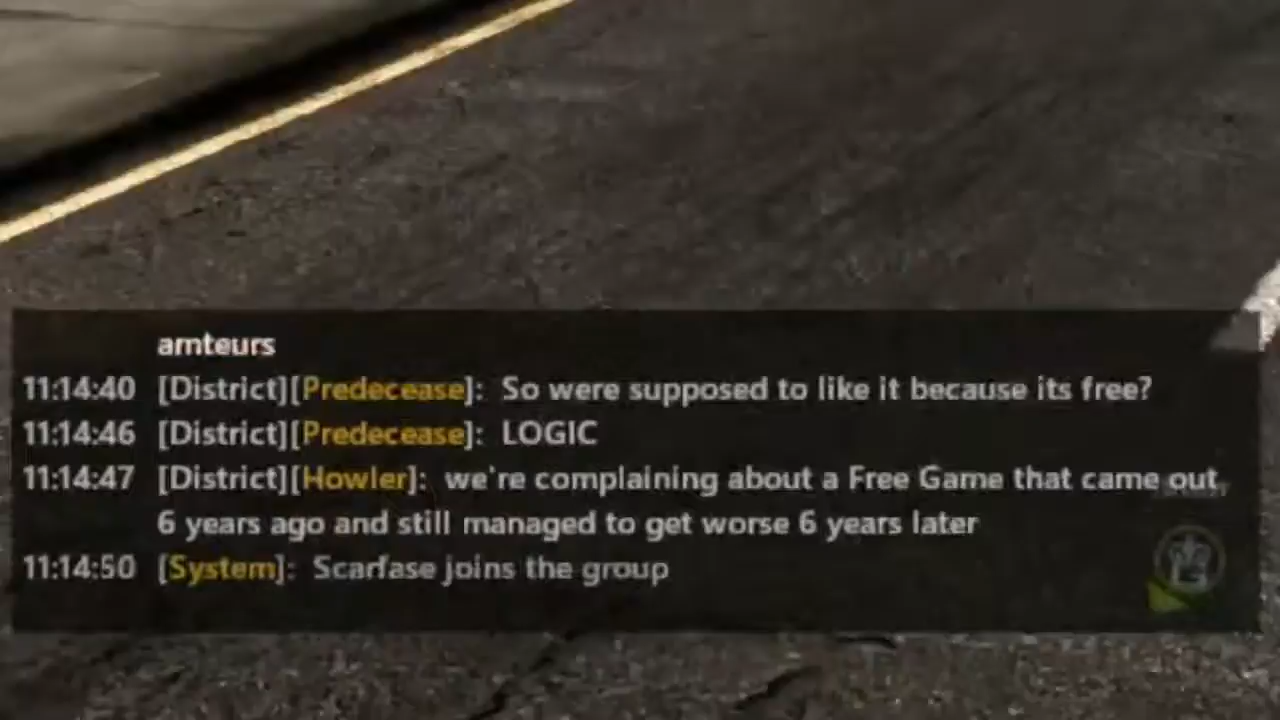 amteurs
11:14:40 [District][Predecease]: So were supposed to like it because its free?
11:14:46 [District][Predecease]: LOGIC
11:14:47 [District][Howler]: we're complaining about a Free Game that came out
6 years ago and still managed to get worse 6 years later
11:14:50 [System]: Scarfase joins the group